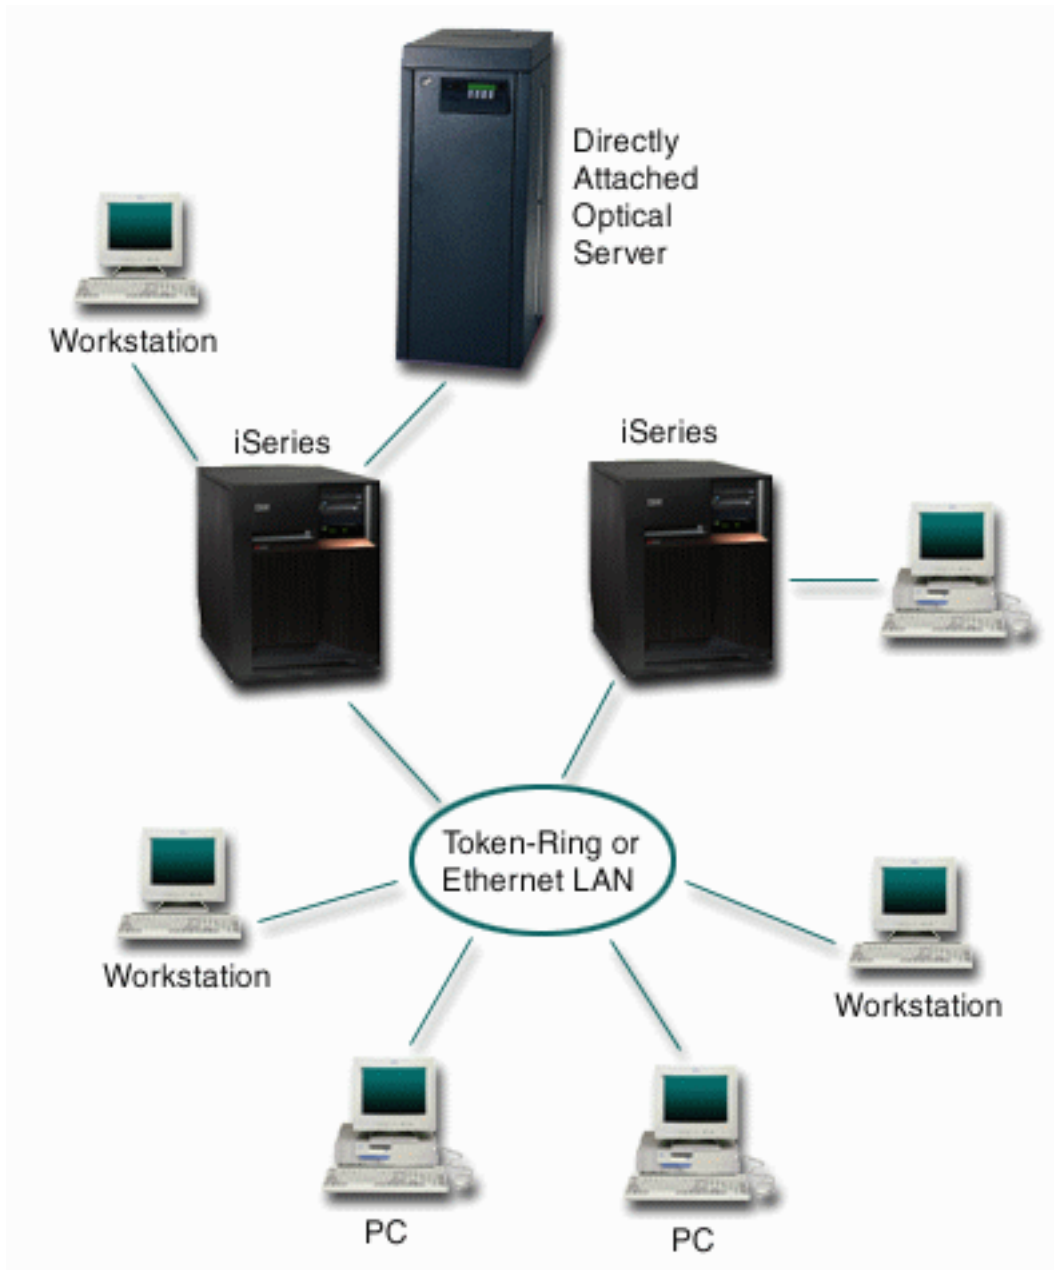 Directly
Attached
Optical
Server
Workstation
iSeries
iSeries
Token-Ring or
Ethernet LAN
Workstation
Workstation
PC
PC